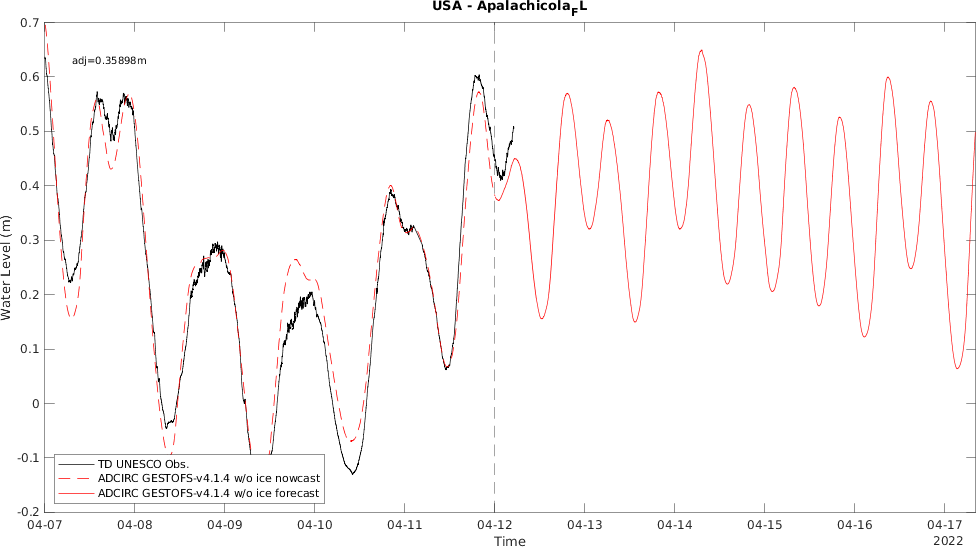 USA - Apalachicola_FL
adj=0.35898m
0.7
0.6
0.5
0.4
0.3
0.2
0.1
0
-0.1
-0.2
Water Level (m)
TD UNESCO Obs.
ADCIRC GESTOFS-v4.1.4 w/o ice nowcast
ADCIRC GESTOFS-v4.1.4 w/o ice forecast
04-07 04-08 04-09 04-10 04-11 04-12 04-13 04-14 04-15 04-16 04-17
Time
2022